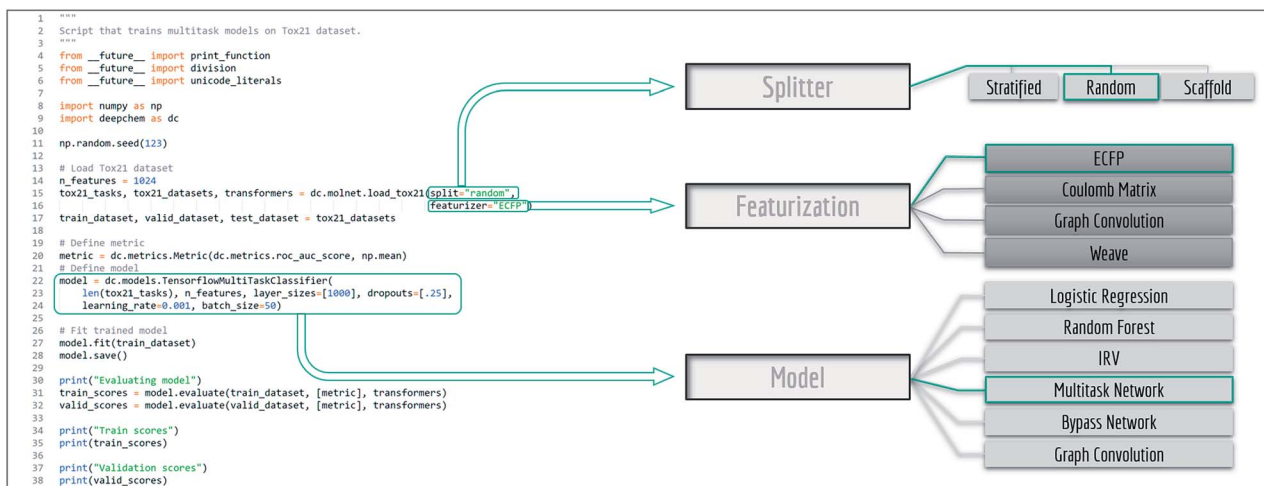 1 """
2 Script that trains multitask models on Tox21 dataset.
3 """
4 from __future__ import print_function
5 from __future__ import division
6 from __future__ import unicode_literals
7
8 import numpy as np
9 import deepchem as dc
10
11 np.random.seed(123)
12
13 # Load Tox21 dataset
14 n_features = 1024
15 tox21_tasks, tox21_datasets, transformers = dc.molnet.load_tox21(split="random",
16 featurizer="ECFP")
17 train_dataset, valid_dataset, test_dataset = tox21_datasets
18
19 # Define metric
20 metric = dc.metrics.Metric(dc.metrics.roc_auc_score, np.mean)
21 # Define model
22 model = dc.models.TensorflowMultiTaskClassifier(
23 len(tox21_tasks), n_features, layer_sizes=[1000], dropouts=[.25],
24 learning_rate=0.001, batch_size=50)
25
26 # Fit trained model
27 model.fit(train_dataset)
28 model.save()
29
30 print("Evaluating model")
31 train_scores = model.evaluate(train_dataset, [metric], transformers)
32 valid_scores = model.evaluate(valid_dataset, [metric], transformers)
33
34 print("Train scores")
35 print(train_scores)
36
37 print("Validation scores")
38 print(valid_scores)
Splitter
Stratified
Random
Scaffold
Featurization
ECFP
Coulomb Matrix
Graph Convolution
Weave
Model
Logistic Regression
Random Forest
IRV
Multitask Network
Bypass Network
Graph Convolution